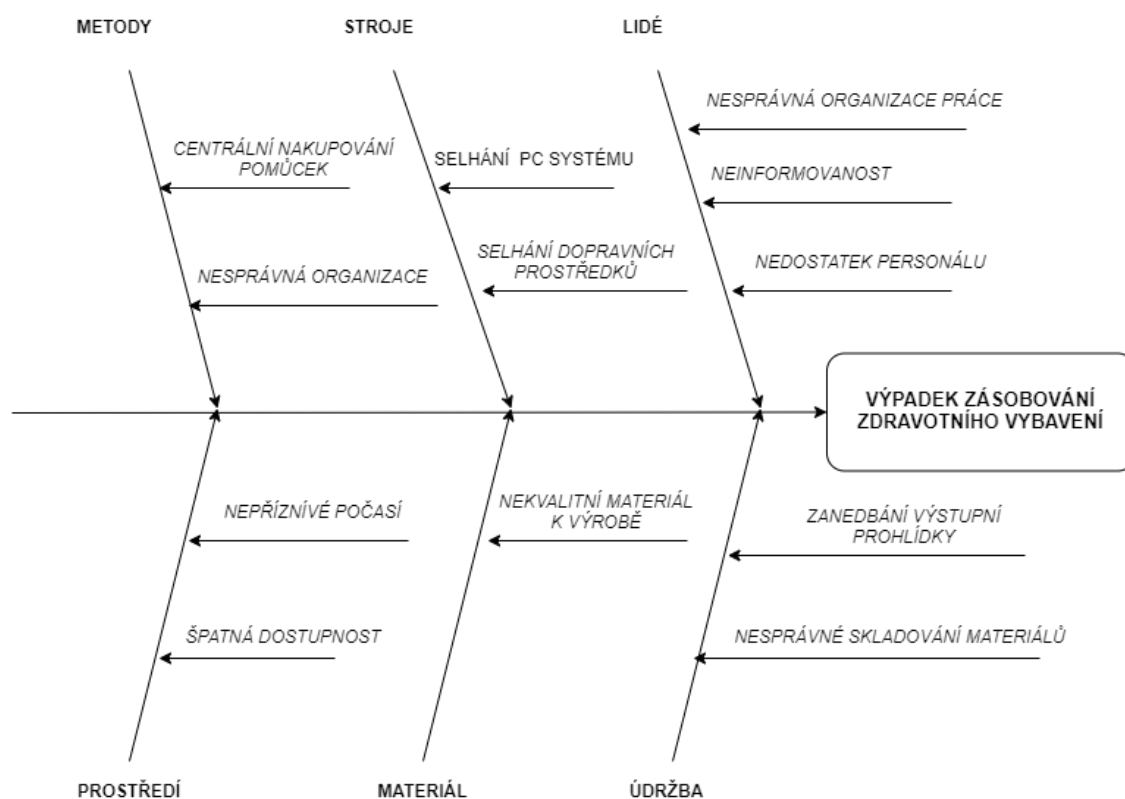 METODY
STROJE
LIDÉ
NESPRÁVNÁ ORGANIZACE PRÁCE
CENTRÁLNÍ NAKUPOVÁNÍ
POMŮCEK
SELHÁNÍ PC SYSTÉMU
NEINFORMOVANOST
NESPRÁVNÁ ORGANIZACE
SELHÁNÍ DOPRAVNÍCH
PROSTŘEDKŮ
NEDOSTATEK PERSONÁLU
VÝPADEK ZÁSOBOVÁNÍ
ZDRAVOTNÍHO VYBAVENÍ
NEPŘÍZNIVÉ POČASÍ
NEKVALITNÍ MATERIÁL
K VÝROBĚ
ZANEDBÁNÍ VÝSTUPNÍ
PROHLÍDKY
ŠPATNÁ DOSTUPNOST
NESPRÁVNÉ SKLADOVÁNÍ MATERIÁLŮ
PROSTŘEDÍ
MATERIÁL
ÚDRŽBA